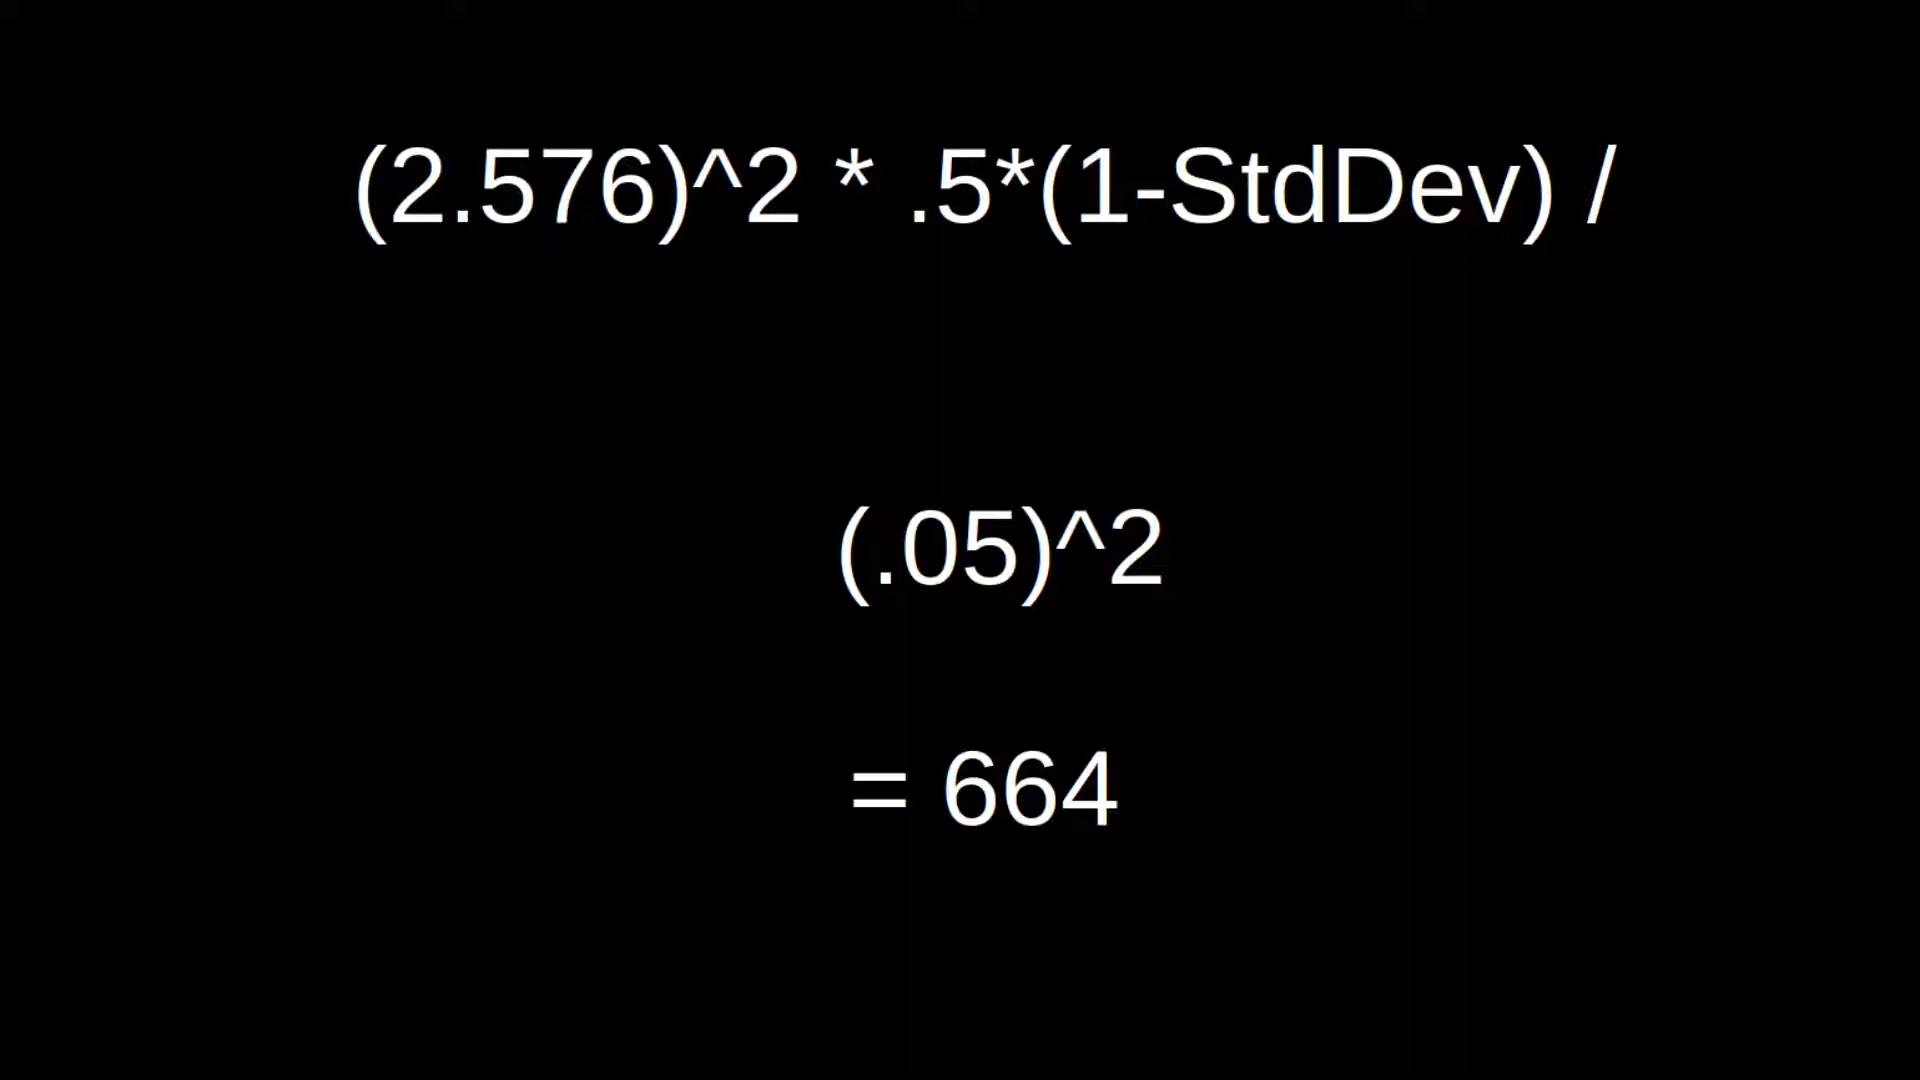 (2.576)^2 * .5*(1-StdDev) /
(.05)^2
= 664